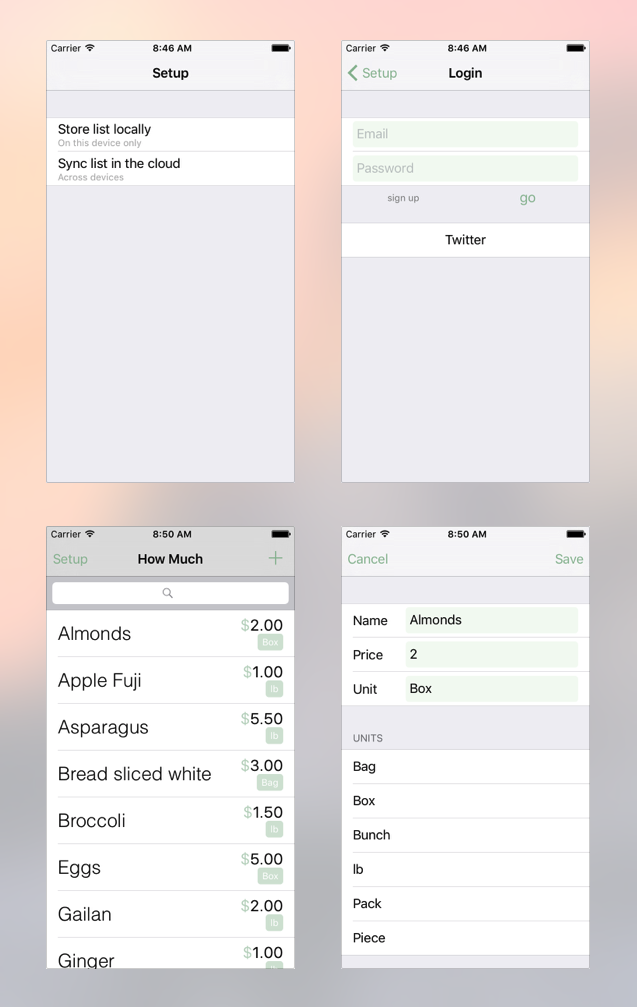 Carrier 8:46 AM
Setup
Store list locally
On this device only
Sync list in the cloud
Across devices
Carrier 8:46 AM
Setup Login
Email
Password
sign up go
Twitter
Carrier 8:50 AM
Setup How Much +
Almonds $2.00
Box
Apple Fuji $1.00
lb
Asparagus $5.50
lb
Bread sliced white $3.00
Bag
Broccoli $1.50
lb
Eggs $5.00
Box
Gailan $2.00
lb
Ginger $1.00
Carrier 8:50 AM
Cancel Save
Name Almonds
Price 2
Unit Box
UNITS
Bag
Box
Bunch
lb
Pack
Piece